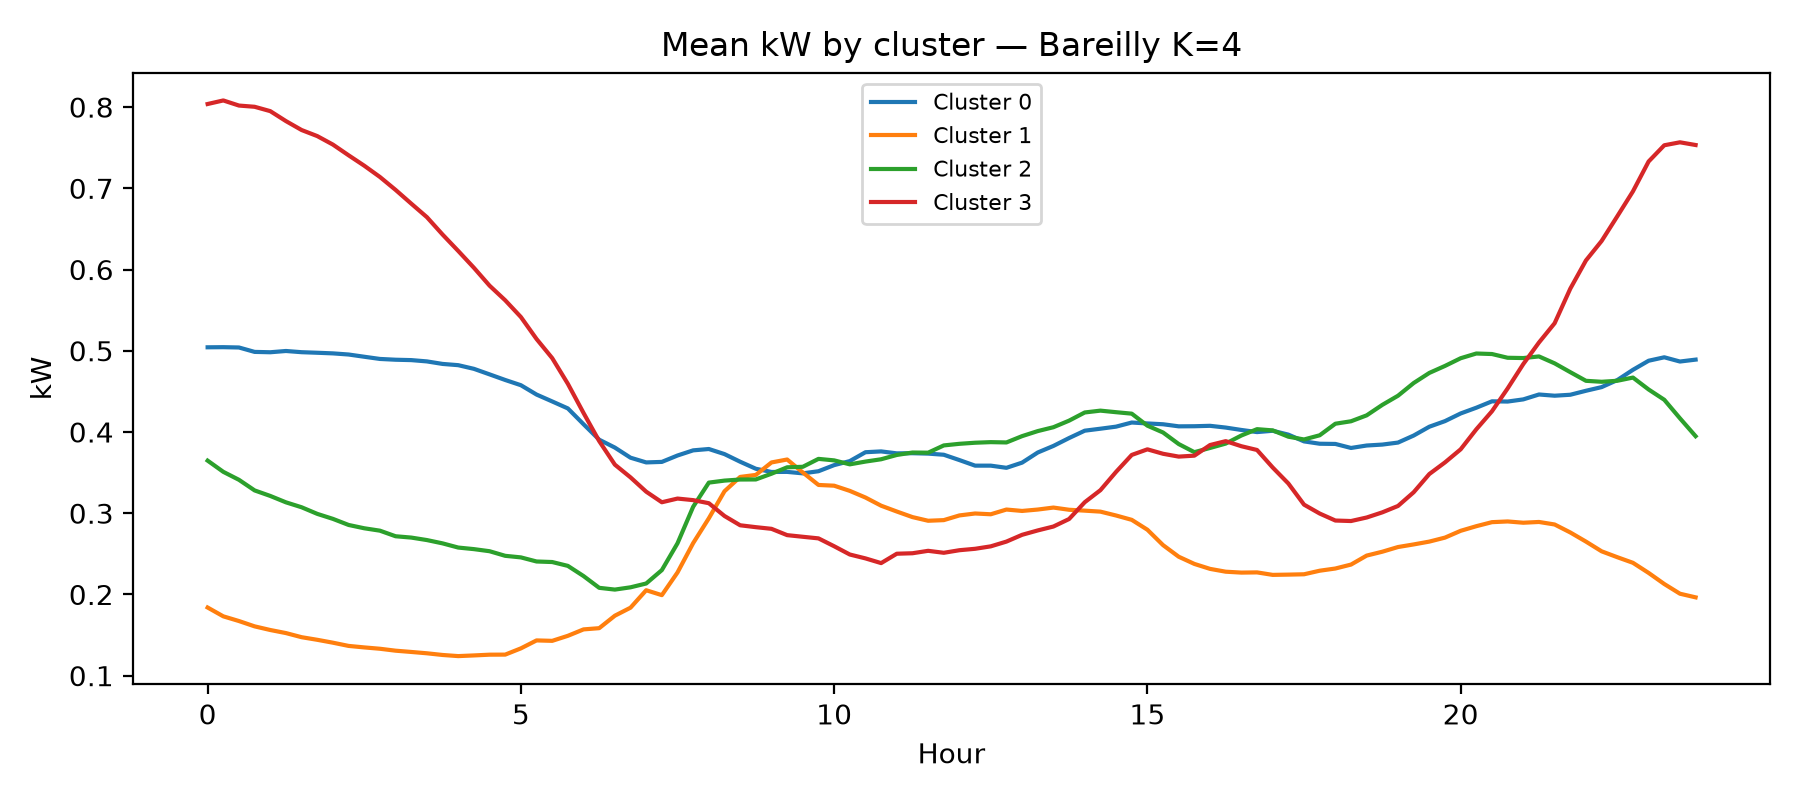 Mean kW by cluster — Bareilly K=4
Cluster 0
Cluster 1
Cluster 2
Cluster 3
0.8
0.7
0.6
0.5
0.4
0.3
0.2
0.1
kW
0 5 10 15 20
Hour